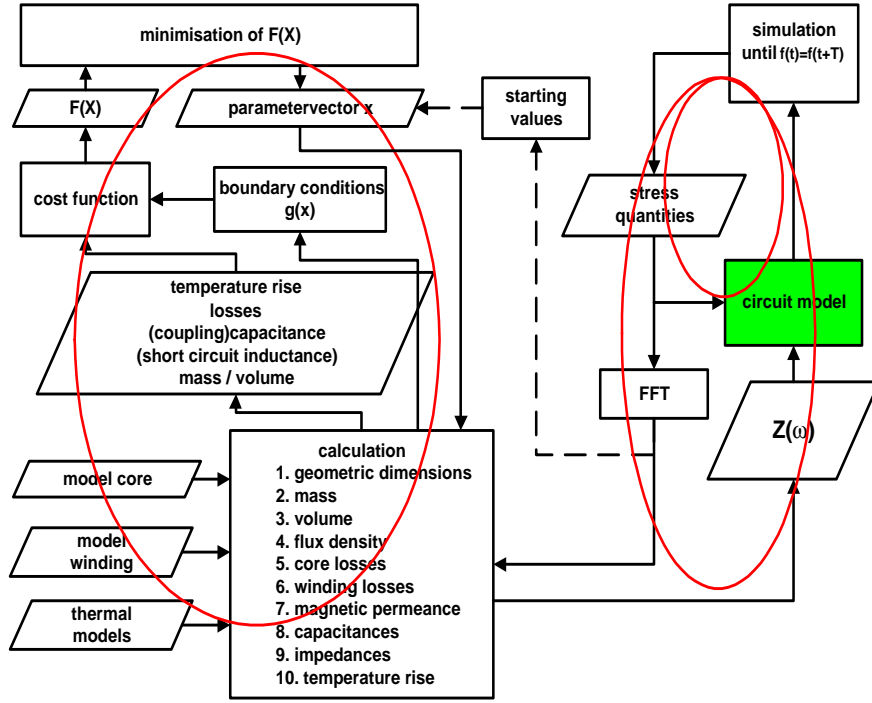 minimisation of F(X)
simulation
until f(t)=f(t+T)
F(X)
parametervector x
starting
values
cost function
boundary conditions
g(x)
stress
quantities
temperature rise
losses
(coupling)capacitance
(short circuit inductance)
mass / volume
circuit model
FFT
Z(ω)
model core
model
winding
thermal
models
calculation
1. geometric dimensions
2. mass
3. volume
4. flux density
5. core losses
6. winding losses
7. magnetic permeance
8. capacitances
9. impedances
10. temperature rise